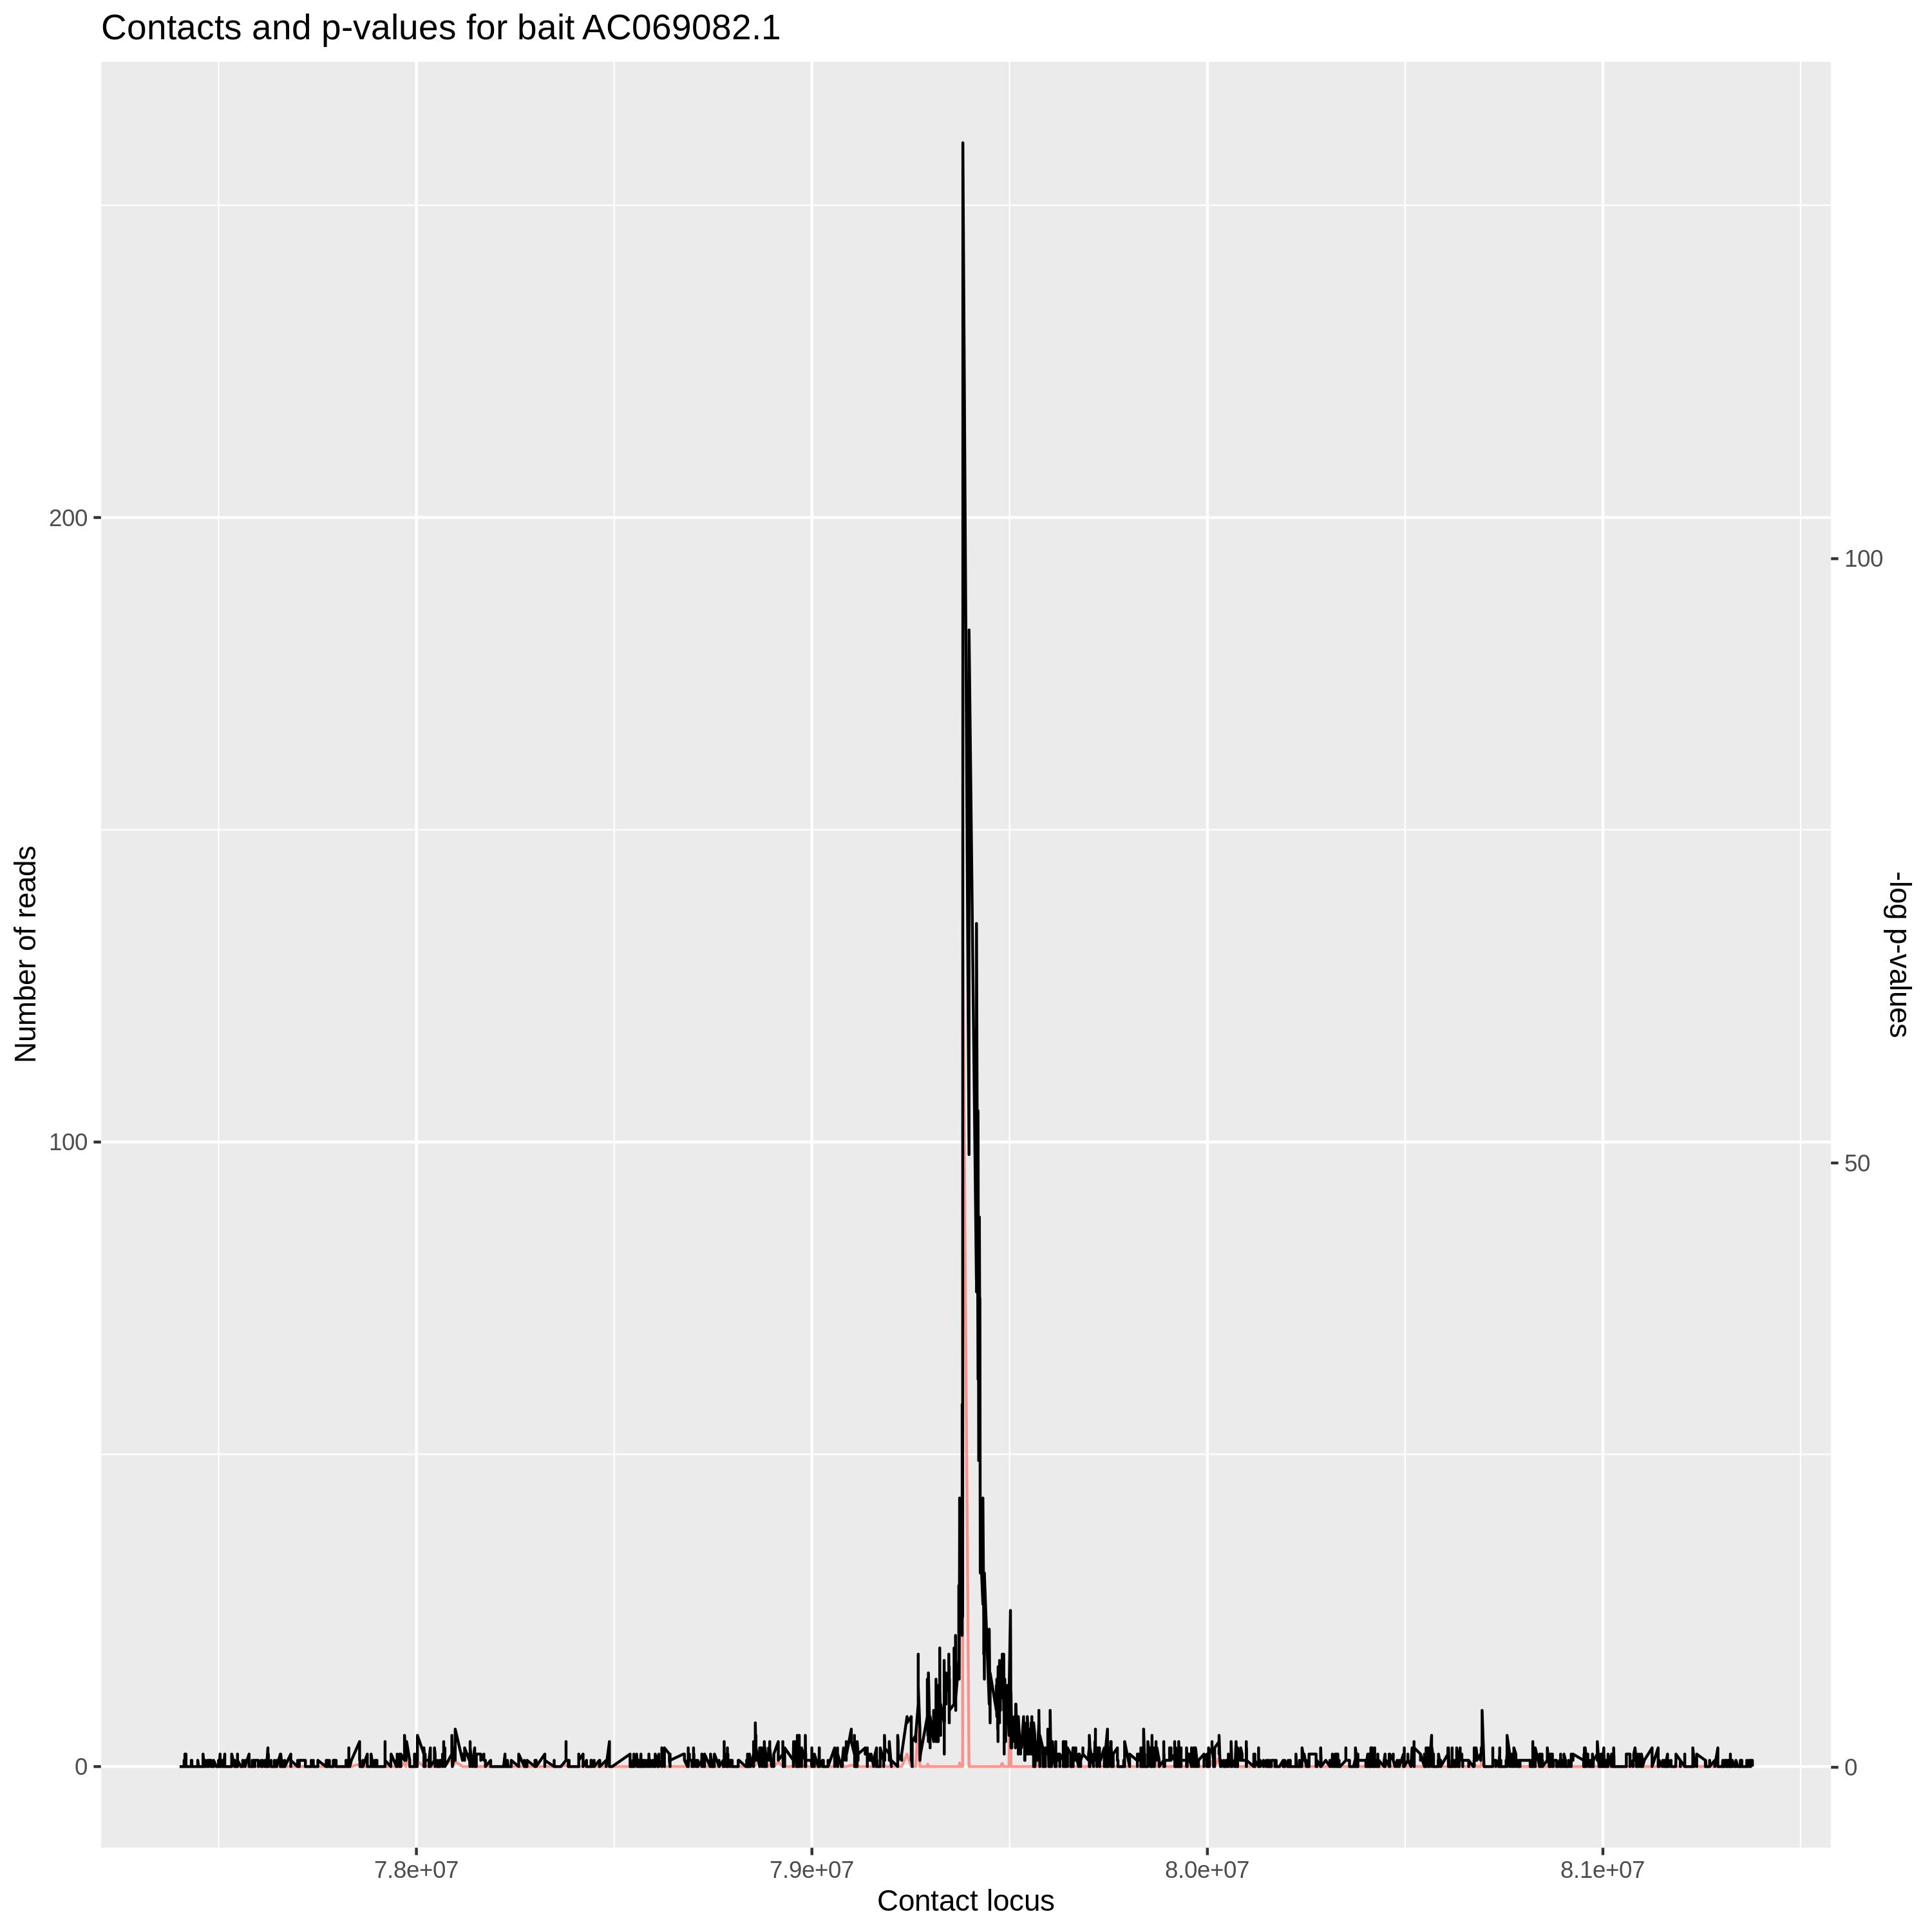 Contacts and p-values for bait AC069082.1
200
100
0
Number of reads
100
50
0
-log p-values
7.8e+07
7.9e+07
8.0e+07
8.1e+07
Contact locus